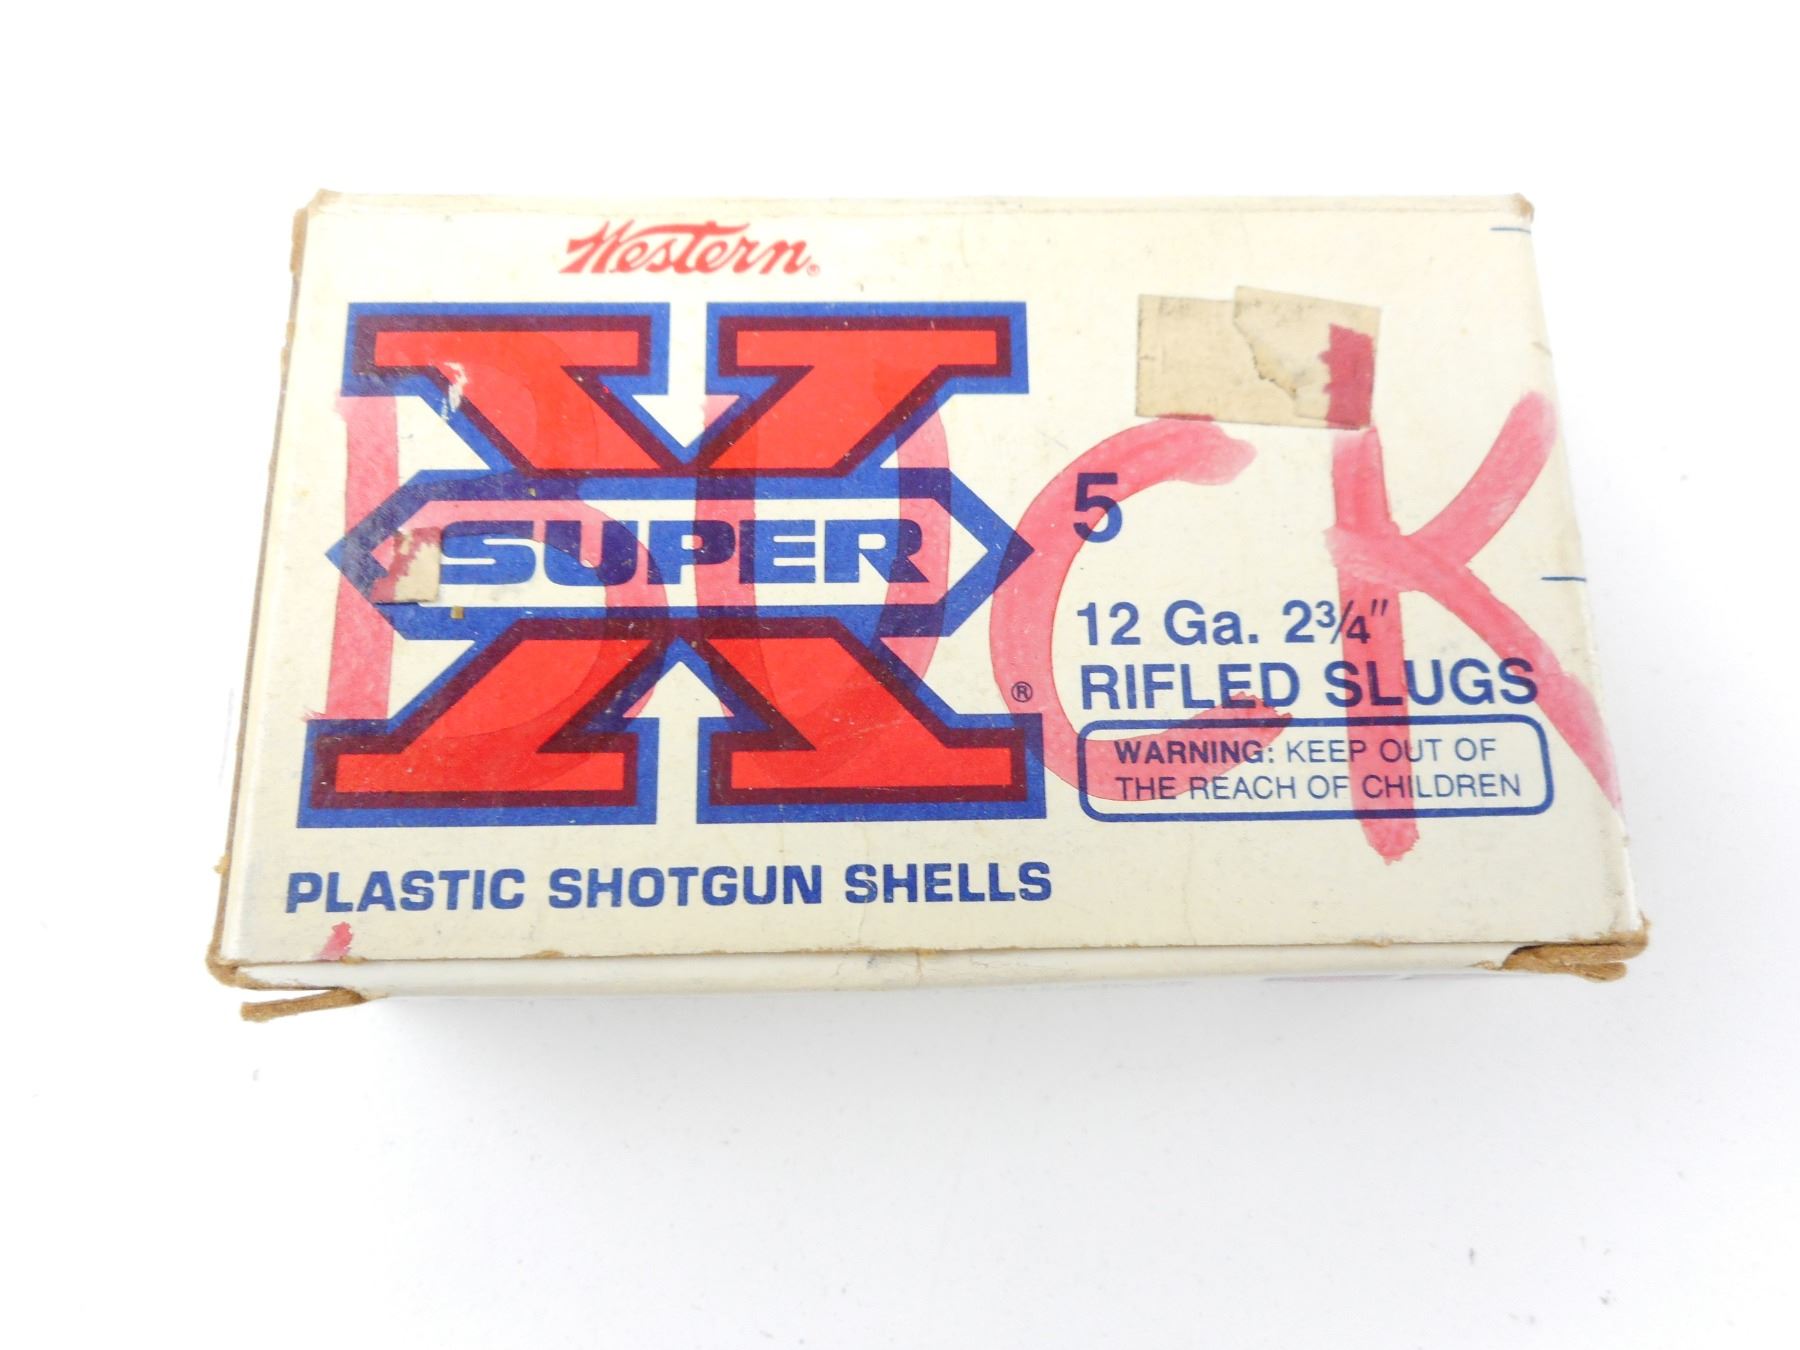 Western®
X
SUPER
®
BUCK
5
12 Ga. 2¾"
RIFLED SLUGS
WARNING: KEEP OUT OF
THE REACH OF CHILDREN
PLASTIC SHOTGUN SHELLS